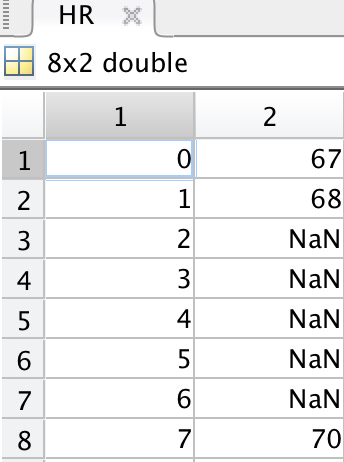 HR
8x2 double
1 2
1 0 67
2 1 68
3 2 NaN
4 3 NaN
5 4 NaN
6 5 NaN
7 6 NaN
8 7 70